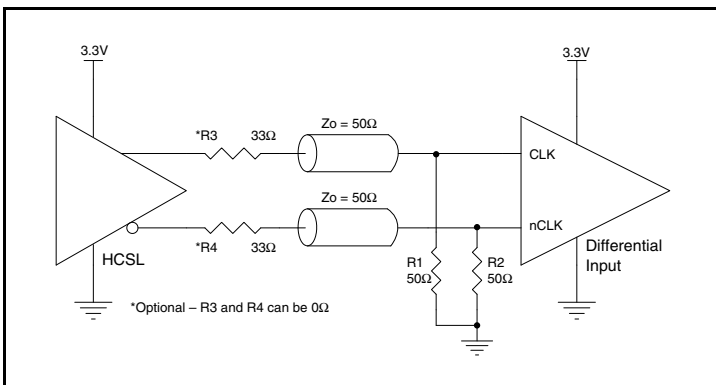 3.3V
3.3V
Zo = 50Ω
*R3 33Ω
CLK
Zo = 50Ω
nCLK
*R4 33Ω
HCSL
Differential
Input
R1
50Ω
R2
50Ω
*Optional – R3 and R4 can be 0Ω